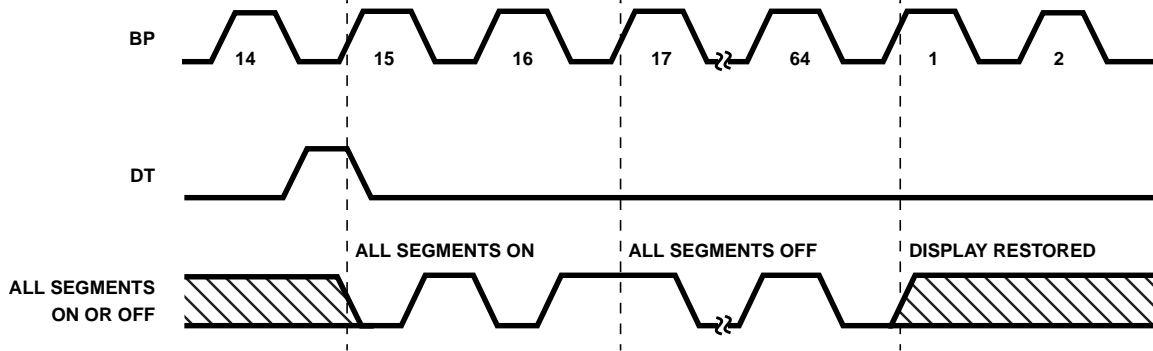 BP
14 15 16 17 64 1 2
DT
ALL SEGMENTS ON ALL SEGMENTS OFF DISPLAY RESTORED
ALL SEGMENTS
ON OR OFF